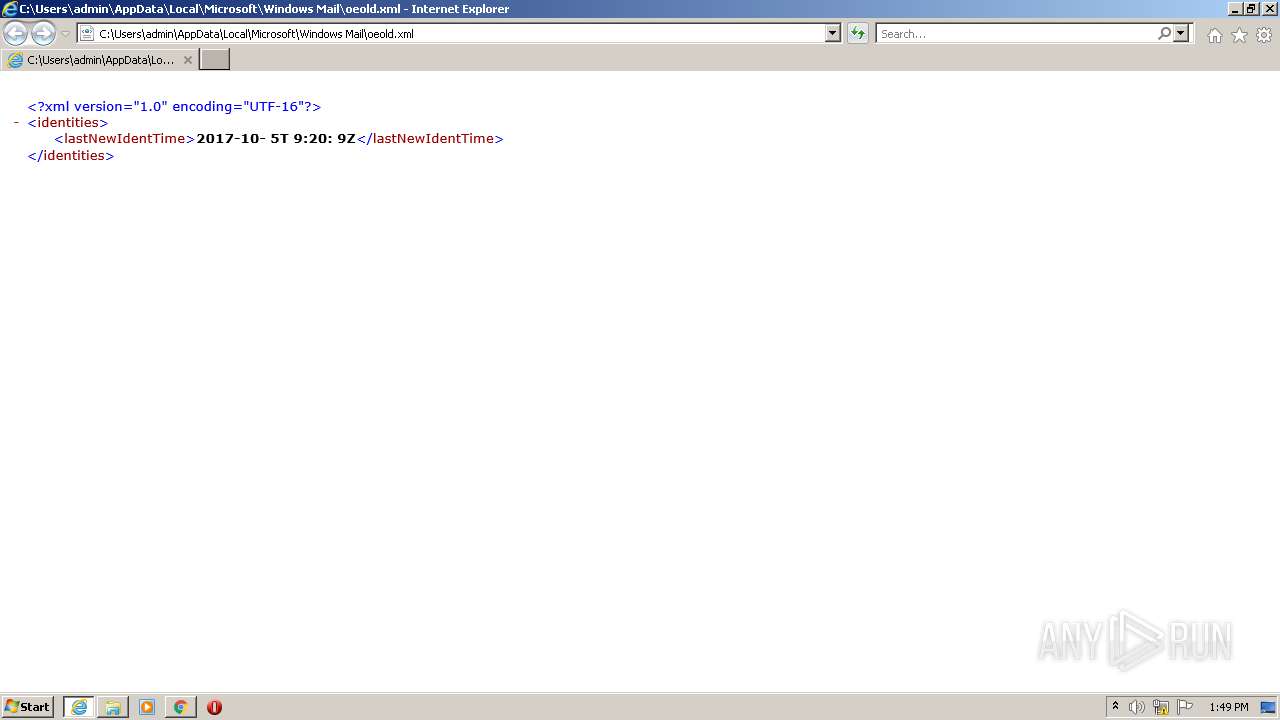 C:\Users\admin\AppData\Local\Microsoft\Windows Mail\oeold.xml - Internet Explorer
C:\Users\admin\AppData\Local\Microsoft\Windows Mail\oeold.xml
Search...
C:\Users\admin\AppData\Lo...
<?xml version="1.0" encoding="UTF-16"?>
- <identities>
<lastNewIdentTime>2017-10- 5T 9:20: 9Z</lastNewIdentTime>
</identities>
ANY RUN
Start
1:49 PM